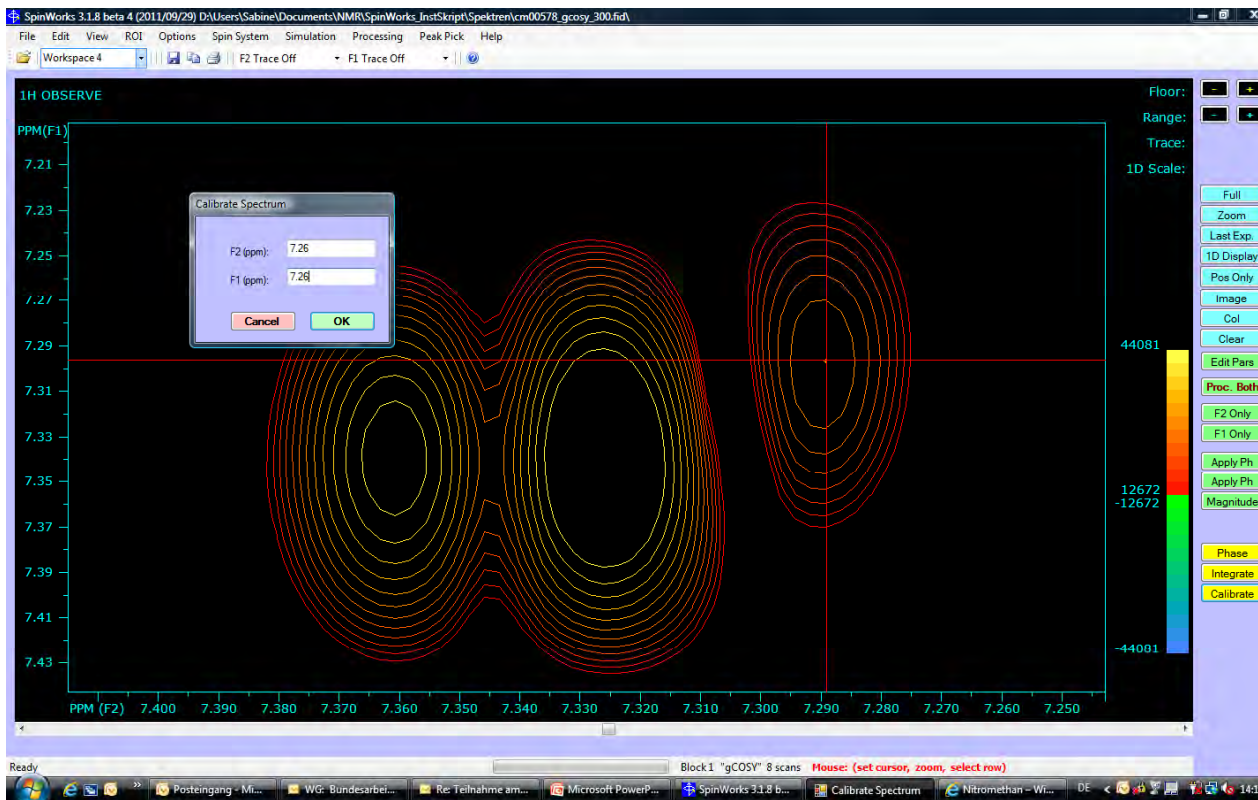 SpinWorks 3.1.8 beta 4 (2011/09/29) D:\Users\Sabine\Documents\NMR\SpinWorks_InstSkript\Spektren\cm00578_gcosy_300.fid\
File Edit View ROI Options Spin System Simulation Processing Peak Pick Help
Workspace 4 F2 Trace Off F1 Trace Off
1H OBSERVE
Floor: - +
Range: - +
Trace:
1D Scale:
PPM(F1)
7.21
7.23
7.25
7.27
7.29
7.31
7.33
7.35
7.37
7.39
7.41
7.43
Calibrate Spectrum
F2 (ppm): 7.26
F1 (ppm): 7.26
Cancel OK
44081
-12672
-12672
-44081
PPM (F2) 7.400 7.390 7.380 7.370 7.360 7.350 7.340 7.330 7.320 7.310 7.300 7.290 7.280 7.270 7.260 7.250
Full
Zoom
Last Exp.
1D Display
Pos Only
Image
Col
Clear
Edit Pars
Proc. Both
F2 Only
F1 Only
Apply Ph
Apply Ph
Magnitude
Phase
Integrate
Calibrate
Ready Block 1 "gCOSY" 8 scans Mouse: (set cursor, zoom, select row)
Posteingang - Mi... WG: Bundesarbei... Re: Teilnahme am... Microsoft PowerP... SpinWorks 3.1.8 b... Calibrate Spectrum Nitromethan – Wi... DE